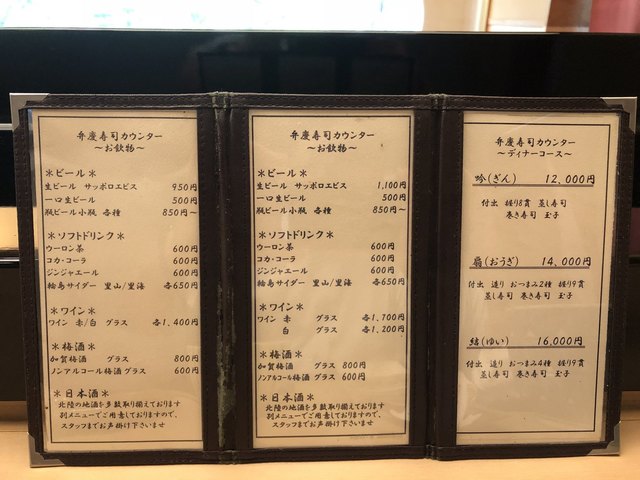 弁慶寿司カウンター
～お飲物～
＊ビール＊
生ビール サッポロエビス 950円
一口生ビール 500円
瓶ビール小瓶 各種 850円～
＊ソフトドリンク＊
ウーロン茶 600円
コカ・コーラ 600円
ジンジャエール 600円
輪島サイダー 里山/里海 各650円
＊ワイン＊
ワイン 赤/白 グラス 各1,400円
＊梅酒＊
加賀梅酒 グラス 800円
ノンアルコール梅酒 グラス 600円
＊日本酒＊
北陸の地酒を多数取り揃えております
別メニューでご用意しておりますので、
スタッフまでお声掛け下さいませ
弁慶寿司カウンター
～お飲物～
＊ビール＊
生ビール サッポロエビス 1,100円
一口生ビール 500円
瓶ビール小瓶 各種 850円～
＊ソフトドリンク＊
ウーロン茶 600円
コカ・コーラ 600円
ジンジャエール 600円
輪島サイダー 里山/里海 各650円
＊ワイン＊
ワイン 赤 グラス 各1,700円
白 グラス 各1,200円
＊梅酒＊
加賀梅酒 グラス 800円
ノンアルコール梅酒 グラス 600円
＊日本酒＊
北陸の地酒を多数取り揃えております
別メニューでご用意しておりますので、
スタッフまでお声掛け下さいませ
弁慶寿司カウンター
～ディナーコース～
吟(ぎん) 12,000円
付出 握り8貫 蒸し寿司
巻き寿司 玉子
扇(おうぎ) 14,000円
付出 造り おつまみ2種 握り9貫
蒸し寿司 巻き寿司 玉子
結(ゆい) 16,000円
付出 造り おつまみ4種 握り9貫
蒸し寿司 巻き寿司 玉子